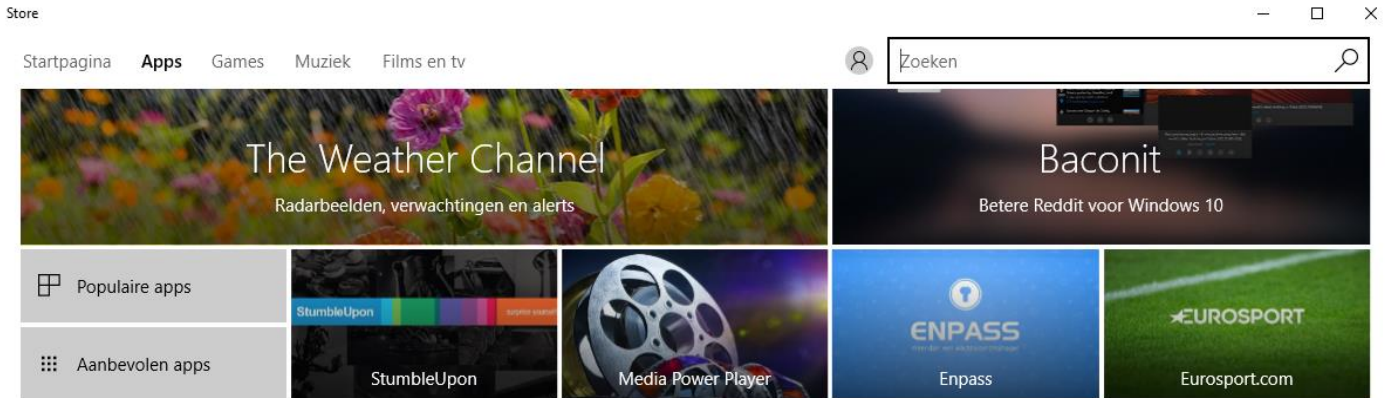 Store
Startpagina Apps Games Muziek Films en tv Zoeken
The Weather Channel
Radarbeelden, verwachtingen en alerts
Baconit
Betere Reddit voor Windows 10
Populaire apps
Aanbevolen apps
StumbleUpon
StumbleUpon
Media Power Player
ENPASS
Enpass
EUROSPORT
Eurosport.com